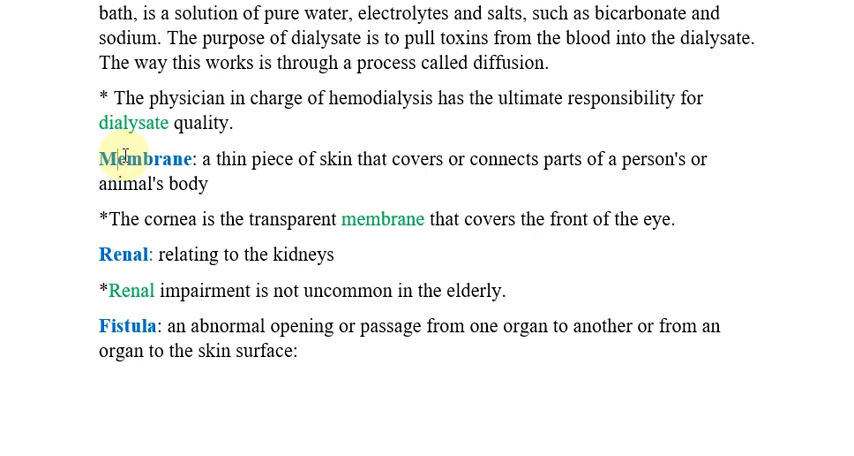 bath, is a solution of pure water, electrolytes and salts, such as bicarbonate and
sodium. The purpose of dialysate is to pull toxins from the blood into the dialysate.
The way this works is through a process called diffusion.
* The physician in charge of hemodialysis has the ultimate responsibility for
dialysate quality.
Membrane: a thin piece of skin that covers or connects parts of a person's or
animal's body
*The cornea is the transparent membrane that covers the front of the eye.
Renal: relating to the kidneys
*Renal impairment is not uncommon in the elderly.
Fistula: an abnormal opening or passage from one organ to another or from an
organ to the skin surface: